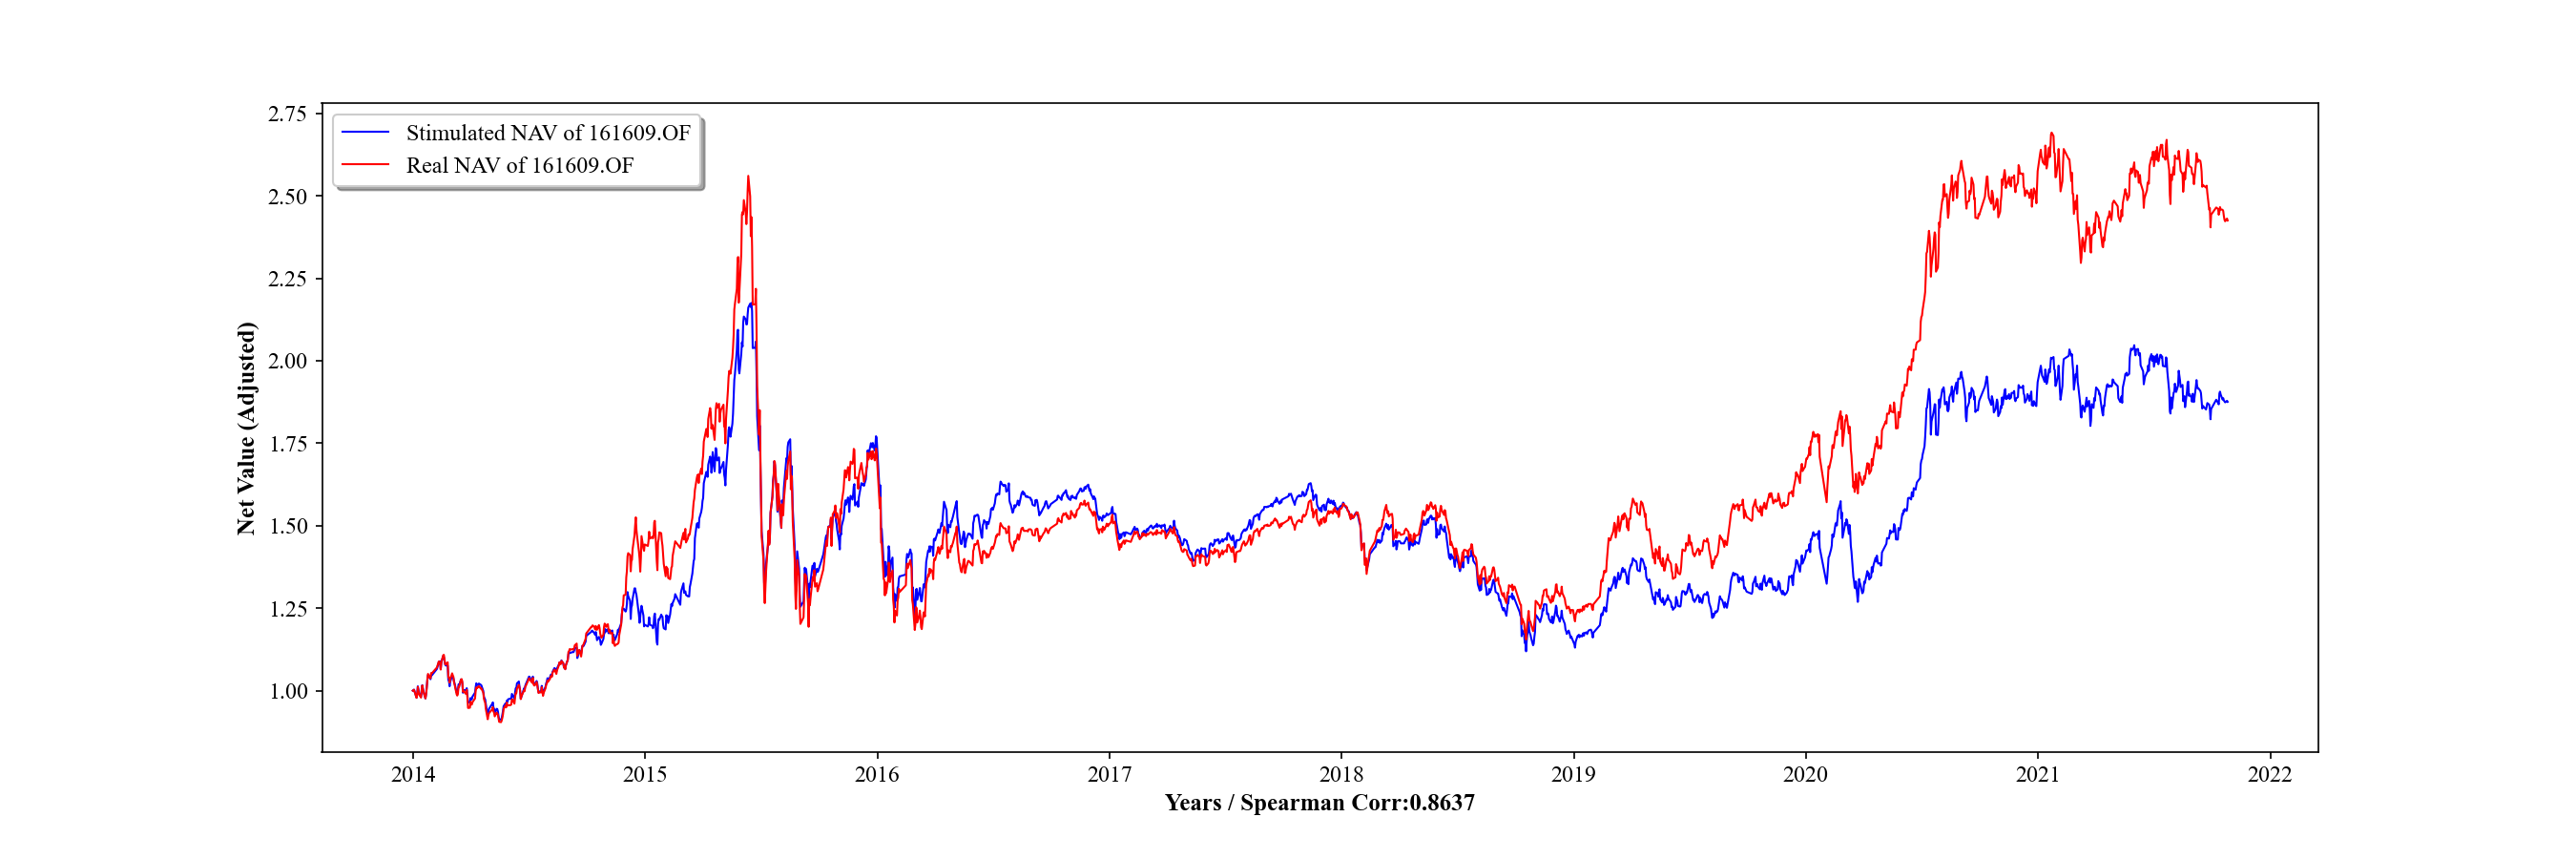 Stimulated NAV of 161609.OF
Real NAV of 161609.OF
Net Value (Adjusted)
2.75
2.50
2.25
2.00
1.75
1.50
1.25
1.00
2014 2015 2016 2017 2018 2019 2020 2021 2022
Years / Spearman Corr:0.8637